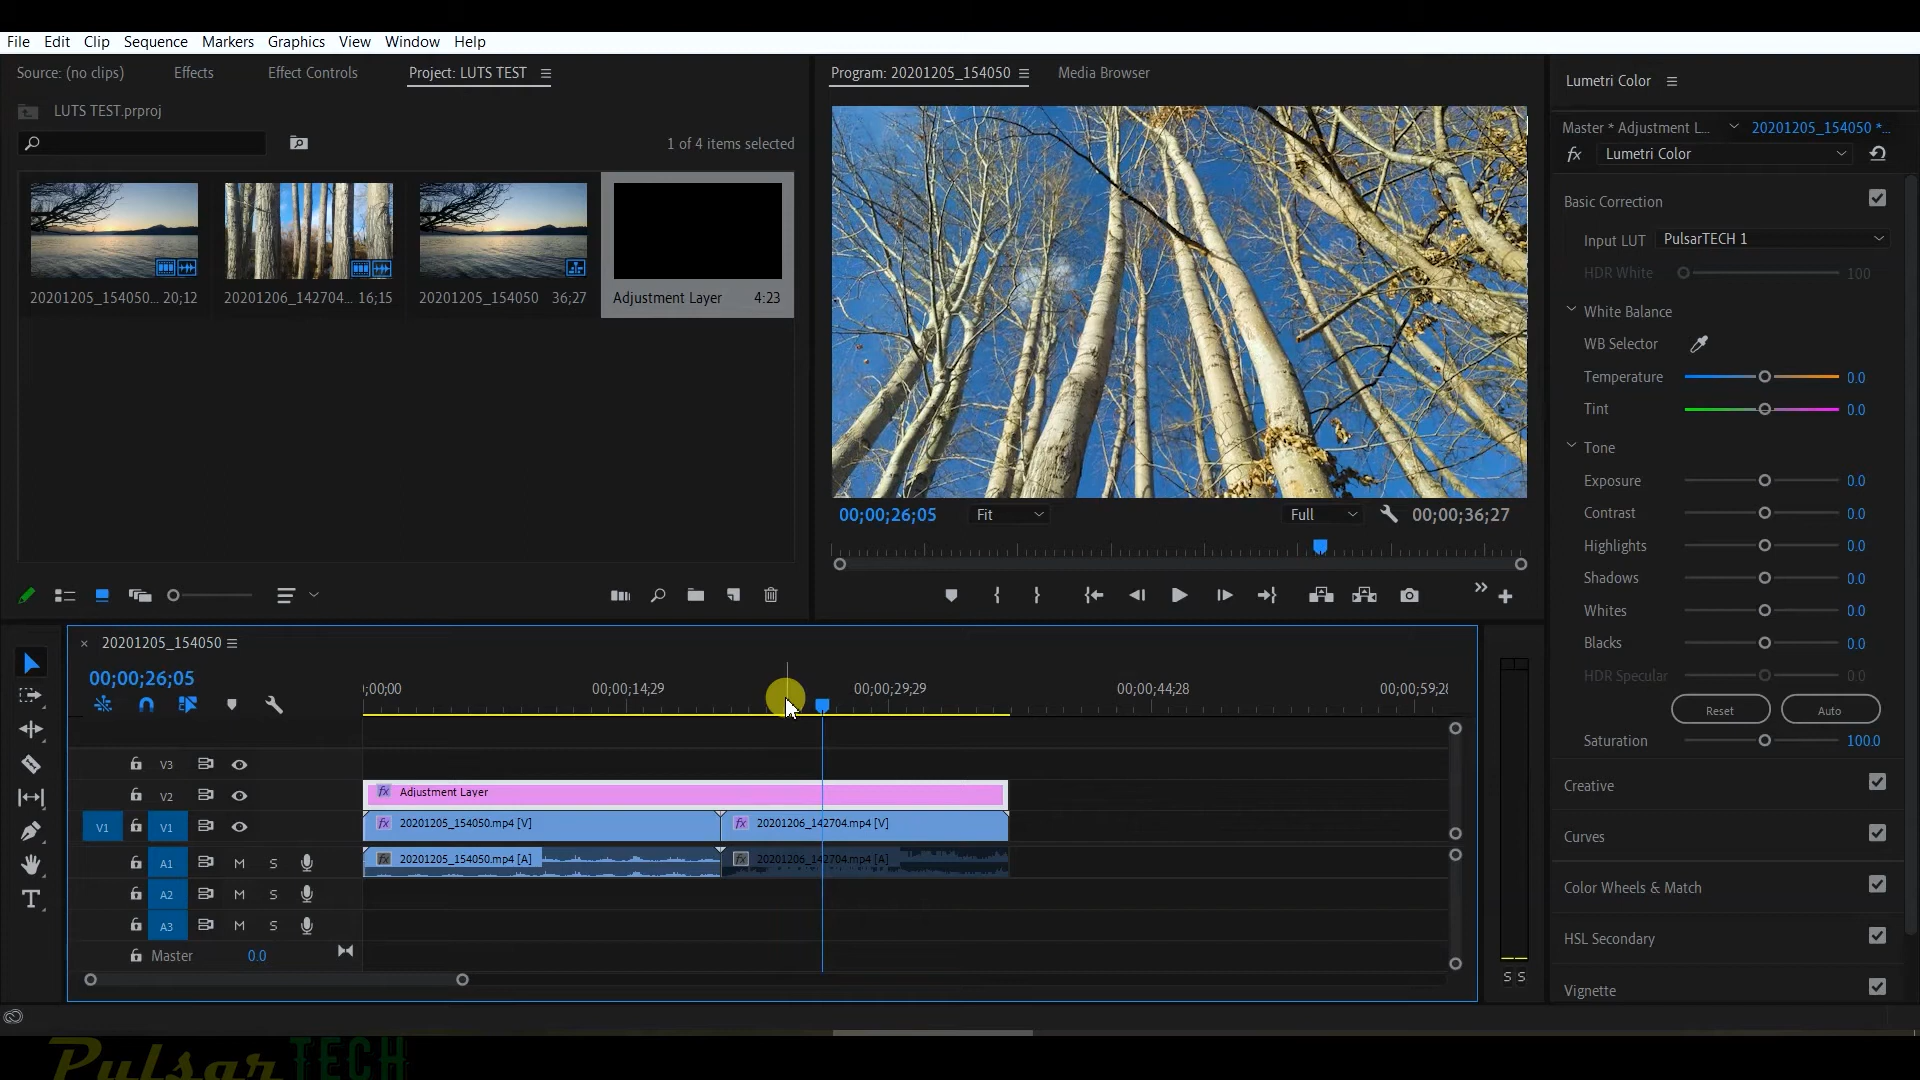 File Edit Clip Sequence Markers Graphics View Window Help
Source: (no clips) Effects Effect Controls Project: LUTS TEST
LUTS TEST.prproj
1 of 4 items selected
20201205_154050... 20;12
20201206_142704... 16;15
20201205_154050 36;27
Adjustment Layer 4:23
Program: 20201205_154050 Media Browser
00;00;26;05 Fit Full 00;00;36;27
Lumetri Color
Master * Adjustment L... 20201205_154050 *...
fx Lumetri Color
Basic Correction
Input LUT PulsarTECH 1
HDR White 100
White Balance
WB Selector
Temperature 0.0
Tint 0.0
Tone
Exposure 0.0
Contrast 0.0
Highlights 0.0
Shadows 0.0
Whites 0.0
Blacks 0.0
HDR Specular 0.0
Reset Auto
Saturation 100.0
Creative
Curves
Color Wheels & Match
HSL Secondary
Vignette
× 20201205_154050
00;00;26;05
;00;00 00;00;14;29 00;00;29;29 00;00;44;28 00;00;59;28
V3
V2 fx Adjustment Layer
V1 V1 fx 20201205_154050.mp4 [V] fx 20201206_142704.mp4 [V]
A1 M S fx 20201205_154050.mp4 [A] fx 20201206_142704.mp4 [A]
A2 M S
A3 M S
Master 0.0
S S
PulsarTECH